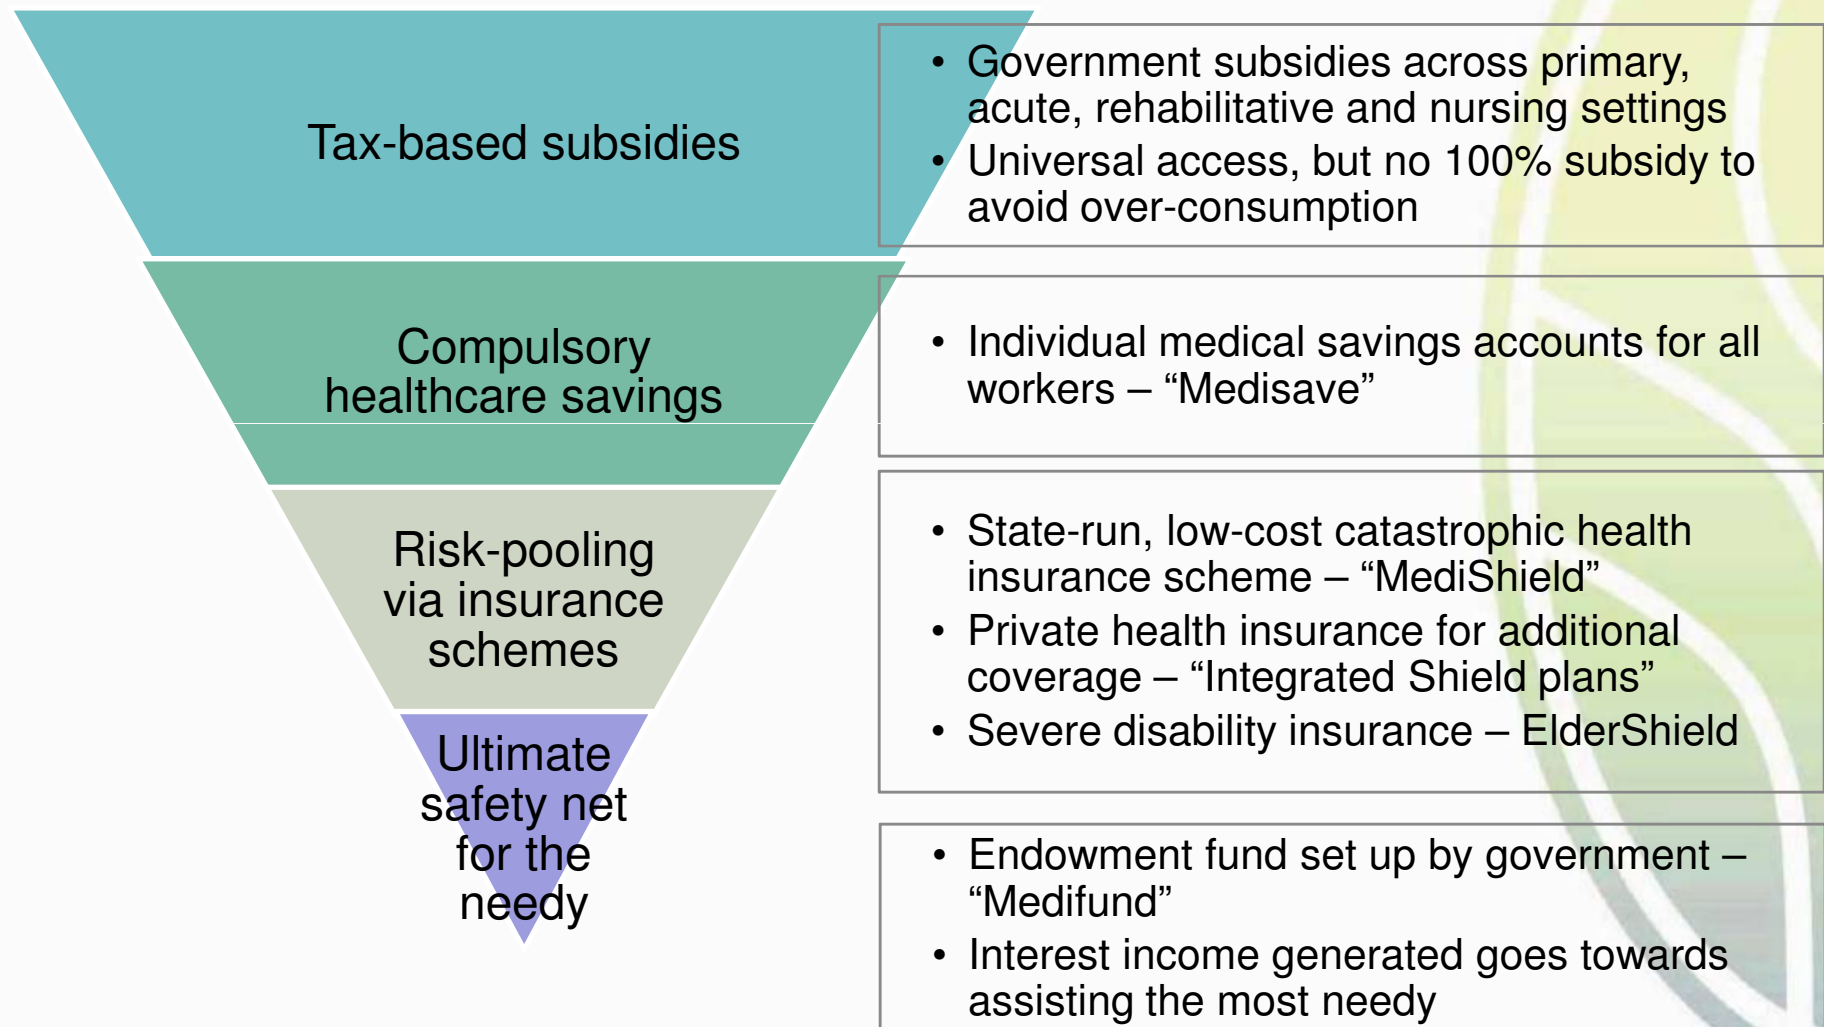 Tax-based subsidies
• Government subsidies across primary,
acute, rehabilitative and nursing settings
• Universal access, but no 100% subsidy to
avoid over-consumption
Compulsory
healthcare savings
• Individual medical savings accounts for all
workers – “Medisave”
Risk-pooling
via insurance
schemes
• State-run, low-cost catastrophic health
insurance scheme – “MediShield”
• Private health insurance for additional
coverage – “Integrated Shield plans”
• Severe disability insurance – ElderShield
Ultimate
safety net
for the
needy
• Endowment fund set up by government –
“Medifund”
• Interest income generated goes towards
assisting the most needy